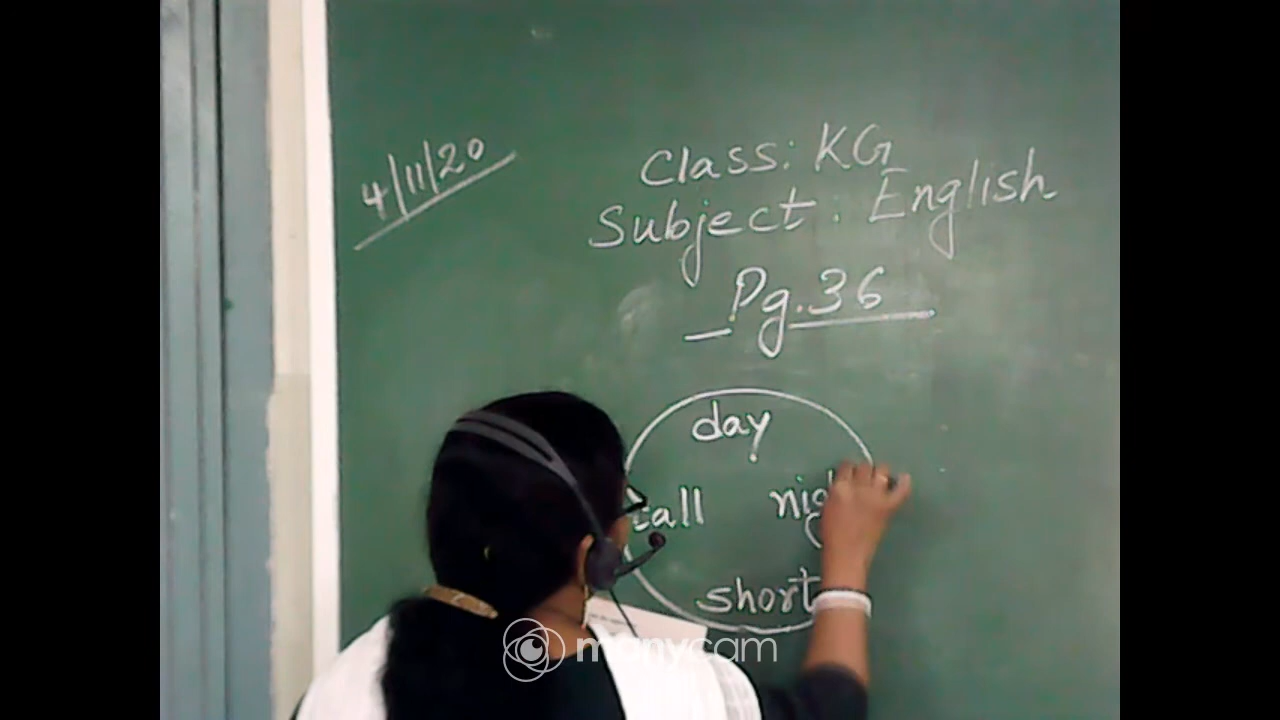 4/11/20
Class: KG
Subject: English
Pg.36
day
tall
short
manycam